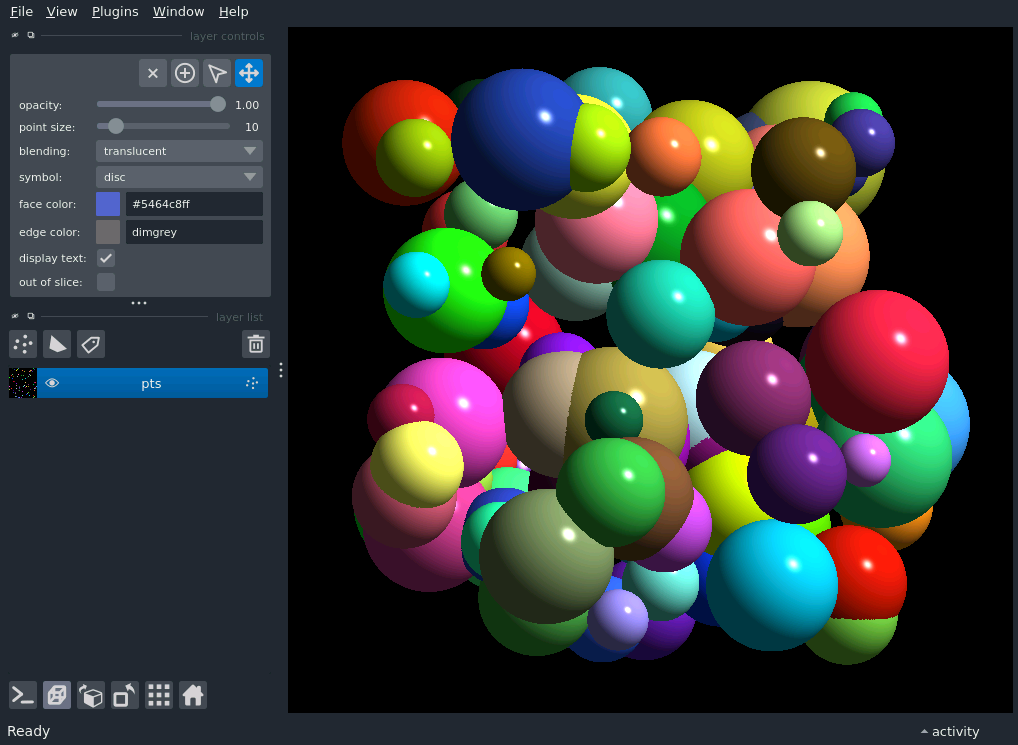 File View Plugins Window Help
layer controls
opacity: 1.00
point size: 10
blending: translucent
symbol: disc
face color: #5464c8ff
edge color: dimgrey
display text:
out of slice:
layer list
pts
Ready
activity